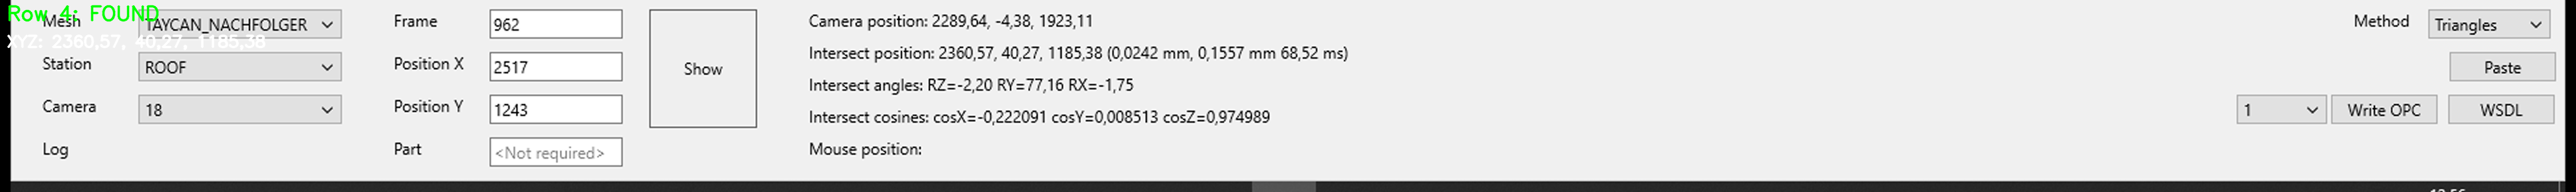 Row 4: FOUND
XYZ: 2360,57, 40,27, 1185,38
Mesh TAYCAN_NACHFOLGER Frame 962 Camera position: 2289,64, -4,38, 1923,11 Method Triangles
Intersect position: 2360,57, 40,27, 1185,38 (0,0242 mm, 0,1557 mm 68,52 ms)
Station ROOF Position X 2517 Show Paste
Intersect angles: RZ=-2,20 RY=77,16 RX=-1,75
Camera 18 Position Y 1243 1 Write OPC WSDL
Intersect cosines: cosX=-0,222091 cosY=0,008513 cosZ=0,974989
Log Part <Not required> Mouse position: